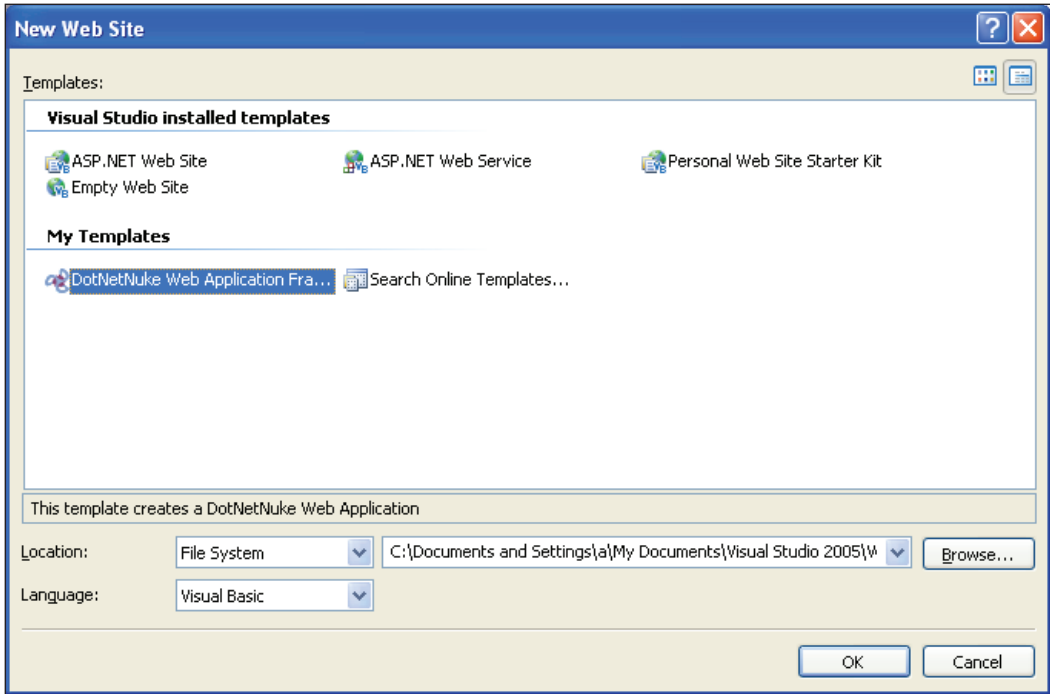 New Web Site
Templates:
Visual Studio installed templates
ASP.NET Web Site ASP.NET Web Service Personal Web Site Starter Kit
Empty Web Site
My Templates
DotNetNuke Web Application Fra... Search Online Templates...
This template creates a DotNetNuke Web Application
Location: File System C:\Documents and Settings\a\My Documents\Visual Studio 2005\W Browse...
Language: Visual Basic
OK Cancel